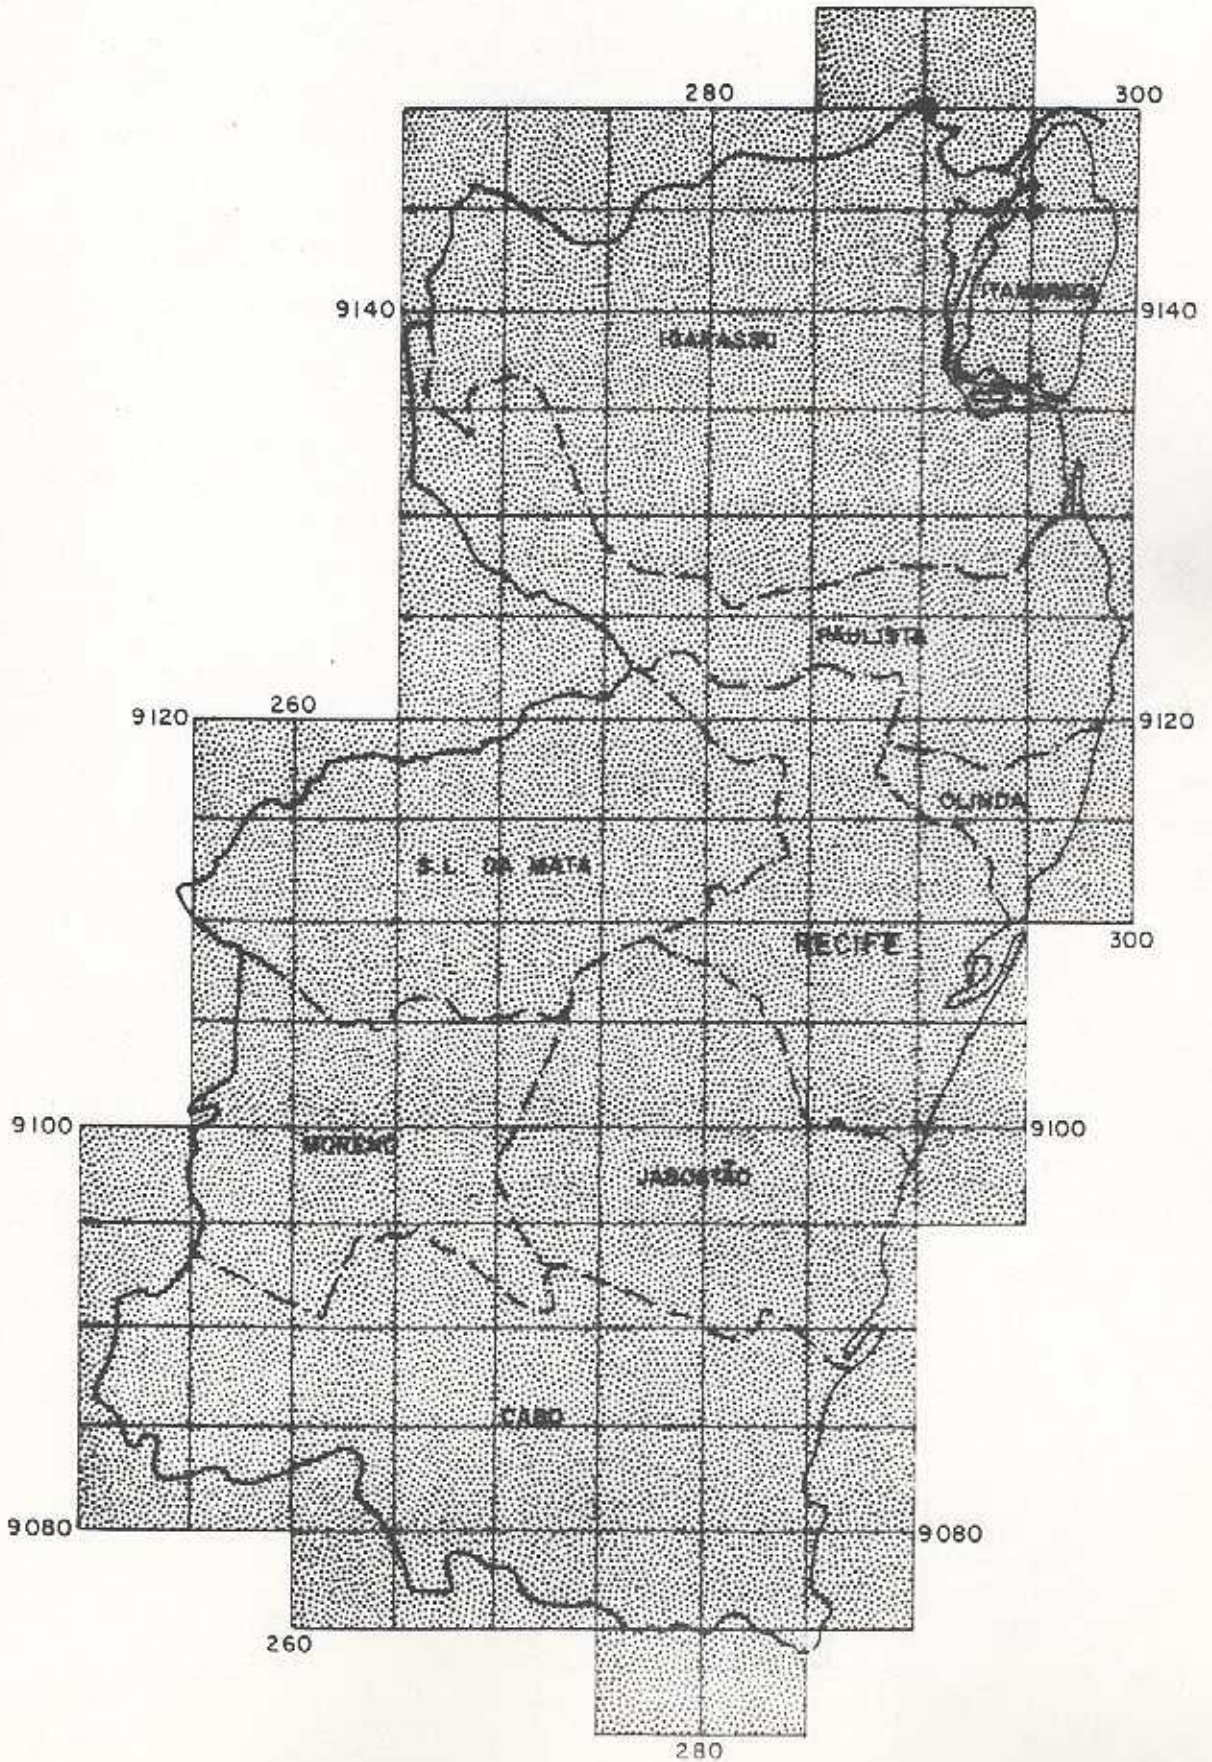 280
300
9140
ITAMARACÁ
9140
IGARASSU
PAULISTA
9120
260
9120
OLINDA
S.L. DA MATA
RECIFE
300
9100
MORENO
9100
JABOATÃO
CABO
9080
9080
260
280